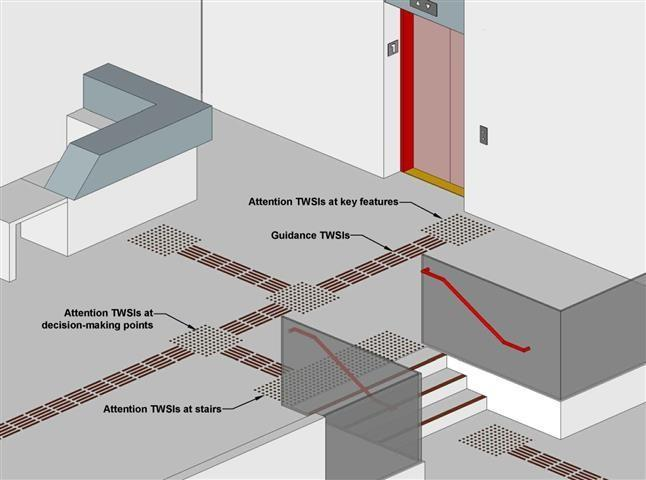 Attention TWSIs at key features
Guidance TWSIs
Attention TWSIs at
decision-making points
Attention TWSIs at stairs